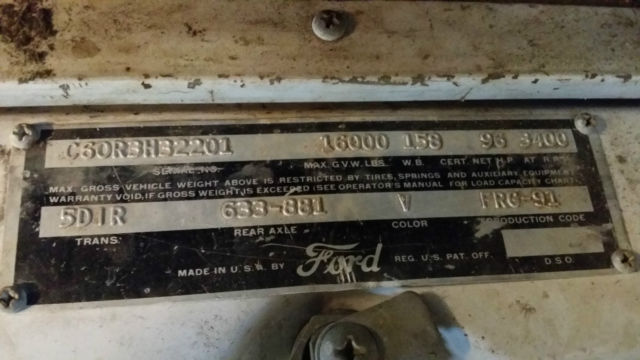 C60R3H32201 16000 158 96 3400
SERIAL NO. MAX. G.V.W. LBS. W.B. CERT. NET H.P. AT R.P.M.
MAX. GROSS VEHICLE WEIGHT ABOVE IS RESTRICTED BY TIRES, SPRINGS AND AUXILIARY EQUIPMENT
WARRANTY VOID, IF GROSS WEIGHT IS EXCEEDED (SEE OPERATOR'S MANUAL FOR LOAD CAPACITY CHART)
5DIR 633-881 V FRG-91
TRANS. REAR AXLE COLOR PRODUCTION CODE
MADE IN U.S.A. BY Ford REG. U.S. PAT. OFF. D.S.O.